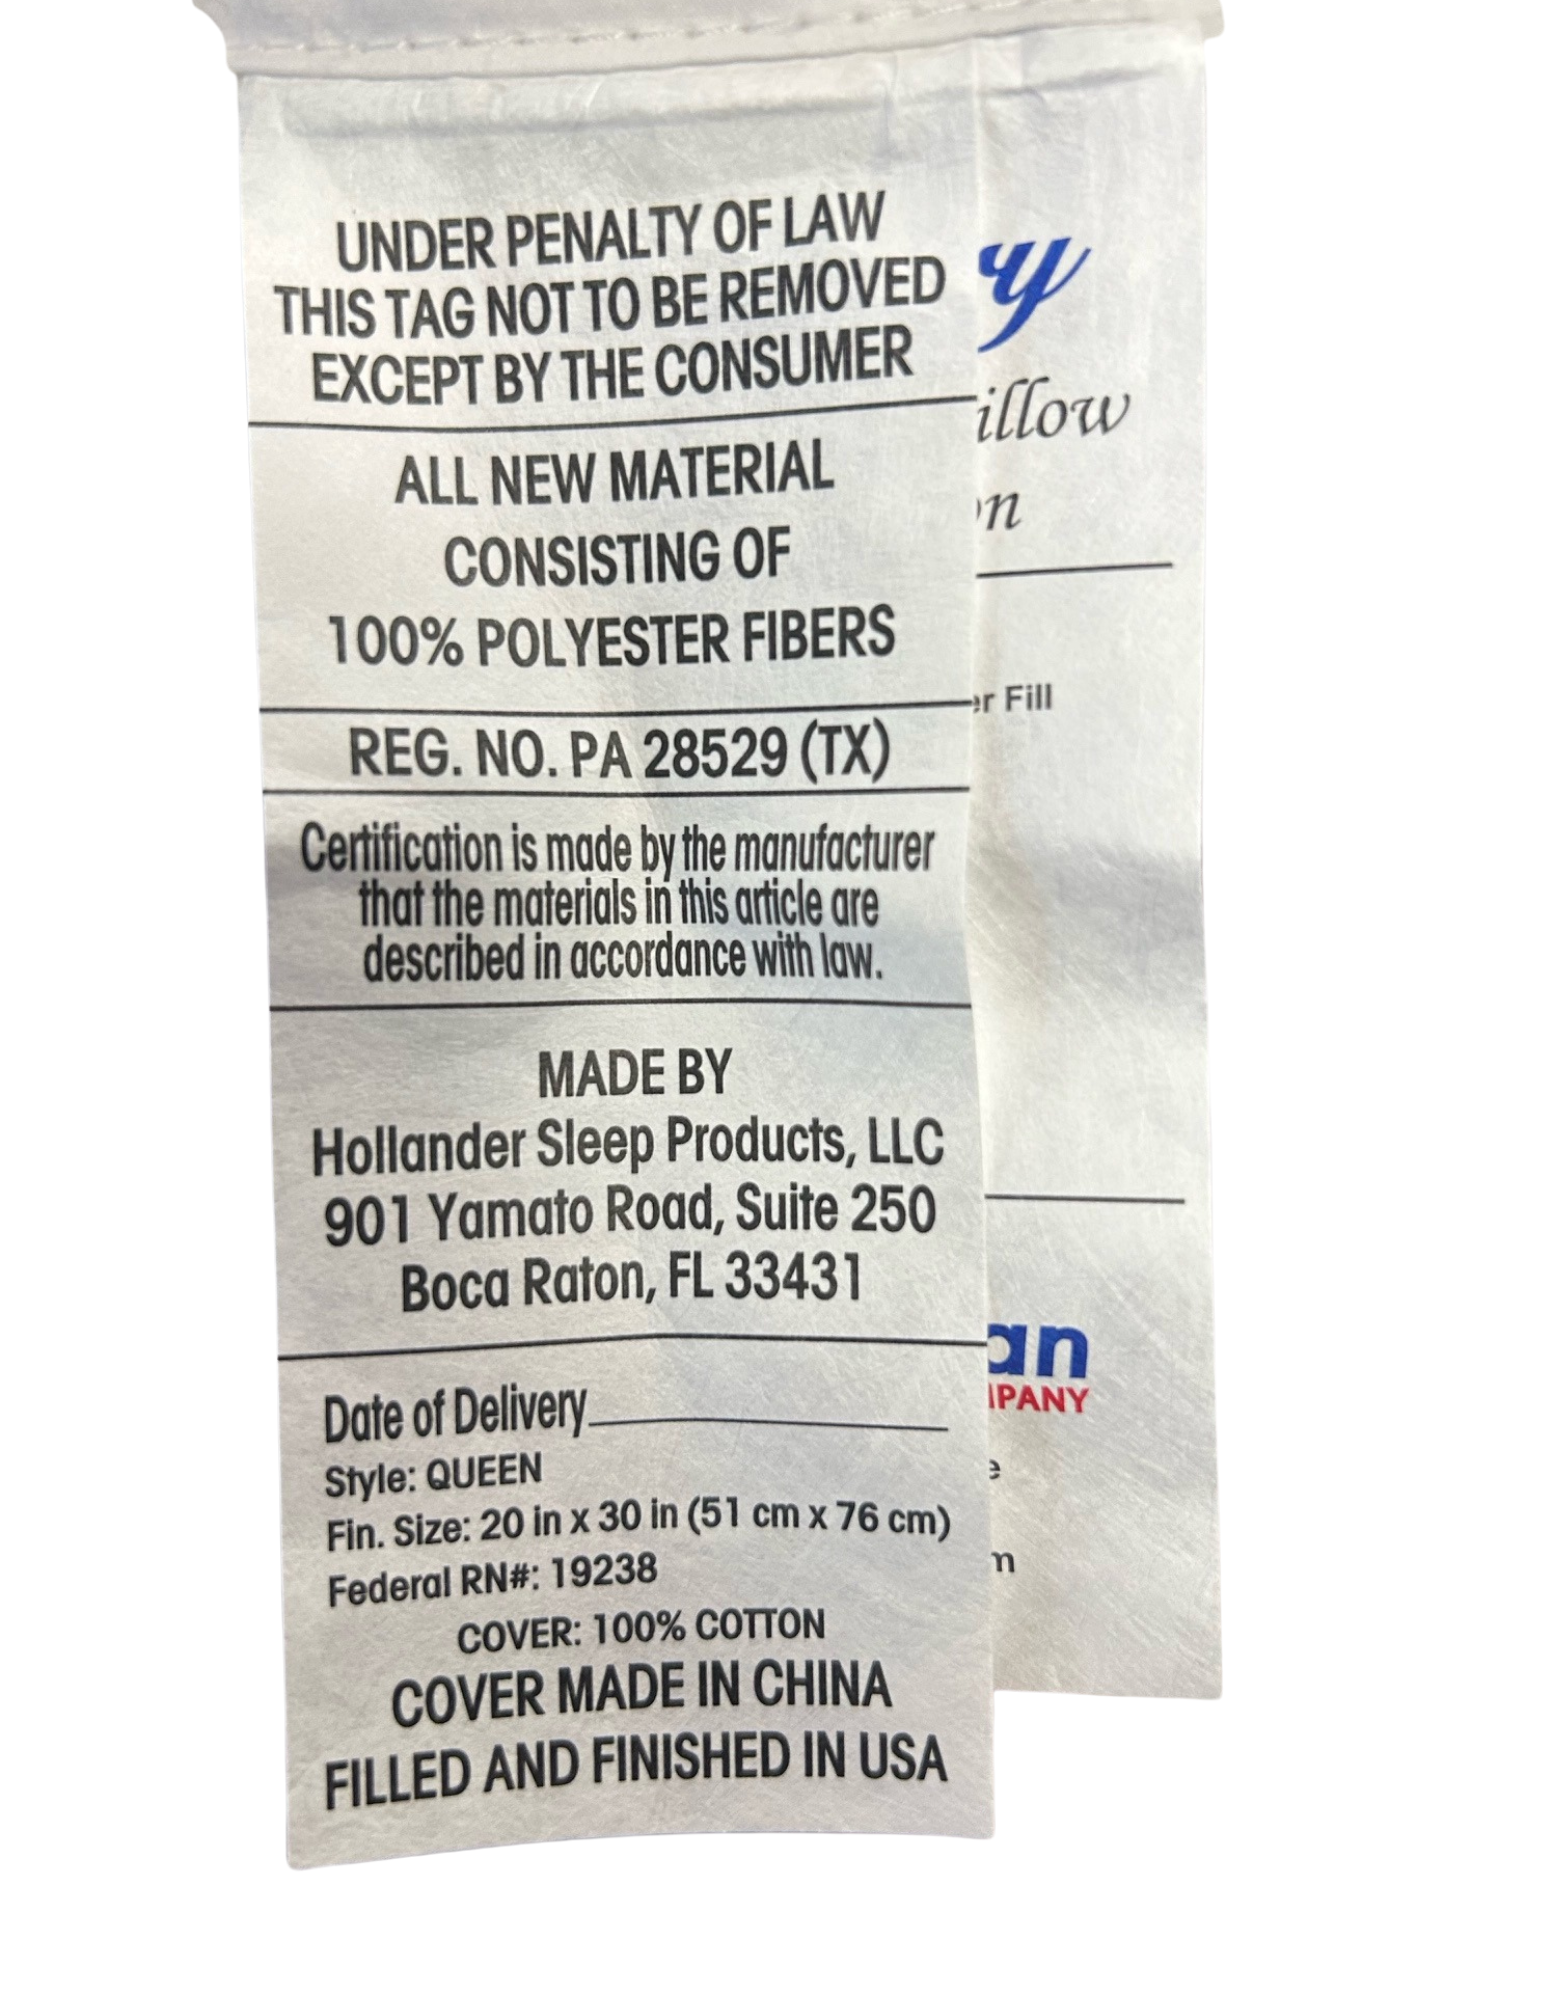 UNDER PENALTY OF LAW
THIS TAG NOT TO BE REMOVED
EXCEPT BY THE CONSUMER
ALL NEW MATERIAL
CONSISTING OF
100% POLYESTER FIBERS
REG. NO. PA 28529 (TX)
Certification is made by the manufacturer
that the materials in this article are
described in accordance with law.
MADE BY
Hollander Sleep Products, LLC
901 Yamato Road, Suite 250
Boca Raton, FL 33431
Date of Delivery
Style: QUEEN
Fin. Size: 20 in x 30 in (51 cm x 76 cm)
Federal RN#: 19238
COVER: 100% COTTON
COVER MADE IN CHINA
FILLED AND FINISHED IN USA
y
illow
n
er Fill
an
MPANY
e
m